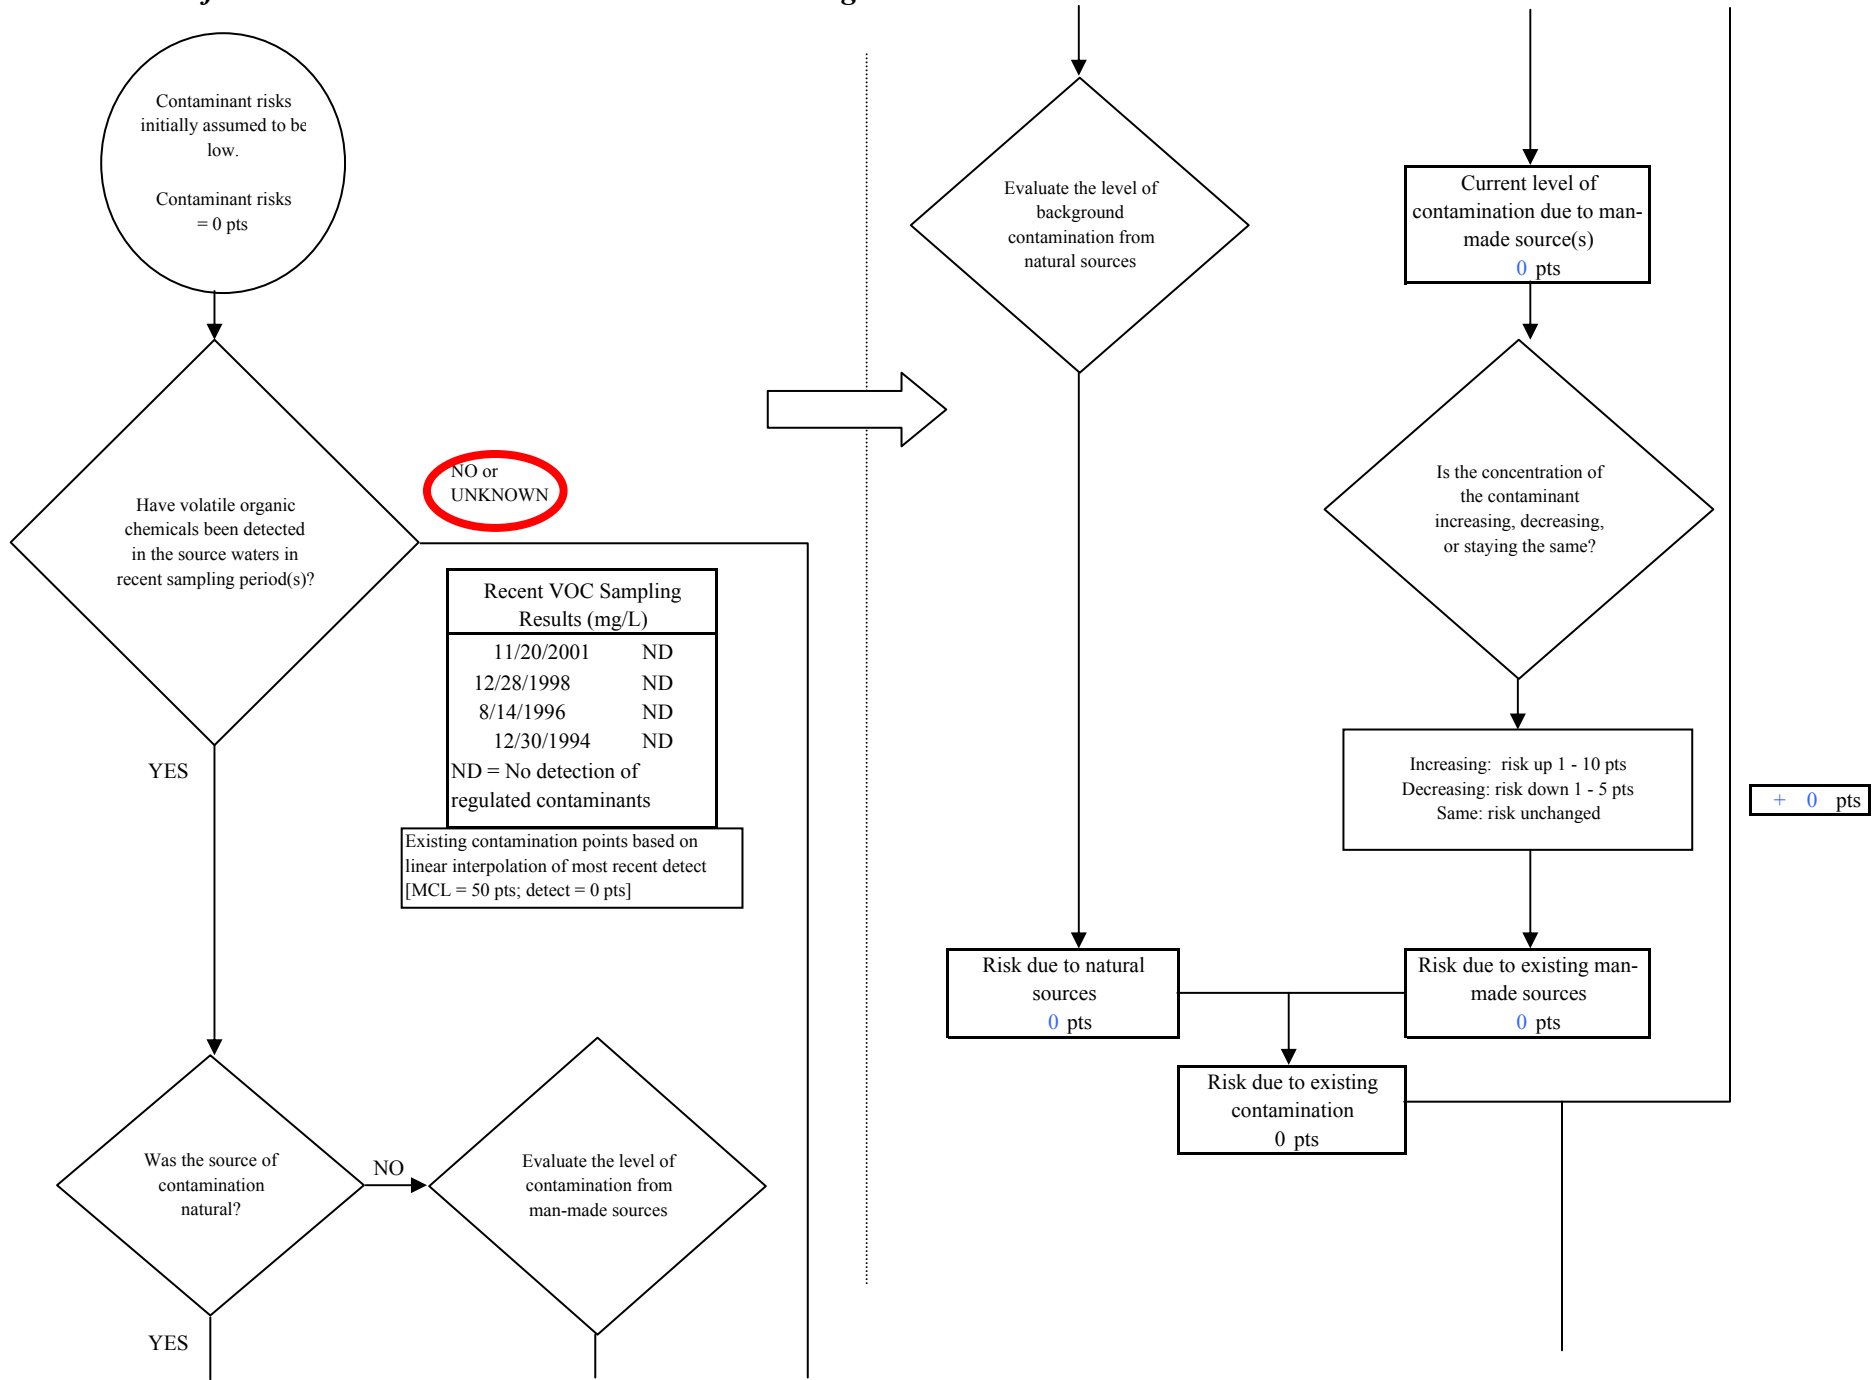 Contaminant risks
initially assumed to be
low.
Contaminant risks
= 0 pts
Have volatile organic
chemicals been detected
in the source waters in
recent sampling period(s)?
NO or
UNKNOWN
Recent VOC Sampling
Results (mg/L)
11/20/2001 ND
12/28/1998 ND
8/14/1996 ND
12/30/1994 ND
ND = No detection of
regulated contaminants
Existing contamination points based on
linear interpolation of most recent detect
[MCL = 50 pts; detect = 0 pts]
YES
Was the source of
contamination
natural?
NO
Evaluate the level of
contamination from
man-made sources
YES
Evaluate the level of
background
contamination from
natural sources
Current level of
contamination due to man-
made source(s)
0 pts
Is the concentration of
the contaminant
increasing, decreasing,
or staying the same?
Increasing: risk up 1 - 10 pts
Decreasing: risk down 1 - 5 pts
Same: risk unchanged
+ 0 pts
Risk due to natural
sources
0 pts
Risk due to existing man-
made sources
0 pts
Risk due to existing
contamination
0 pts